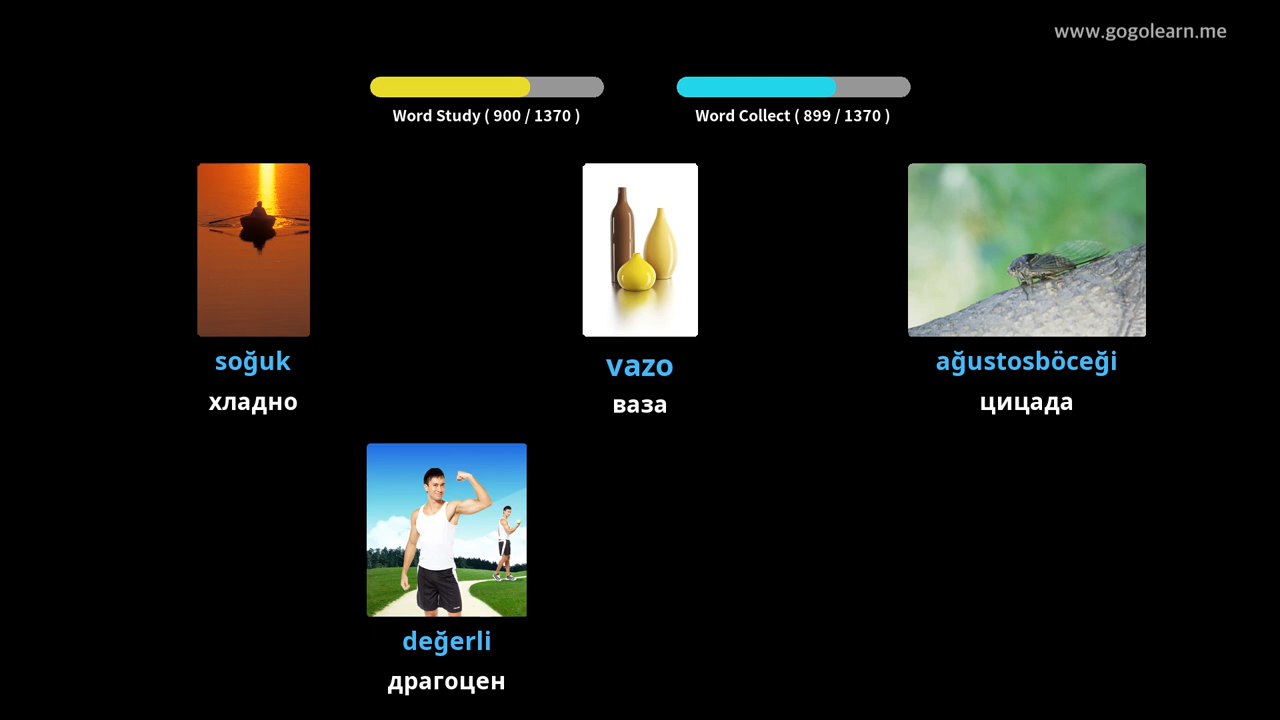 www.gogolearn.me
Word Study ( 900 / 1370 )
Word Collect ( 899 / 1370 )
soğuk
хладно
vazo
ваза
ağustosböceği
цицада
değerli
драгоцен